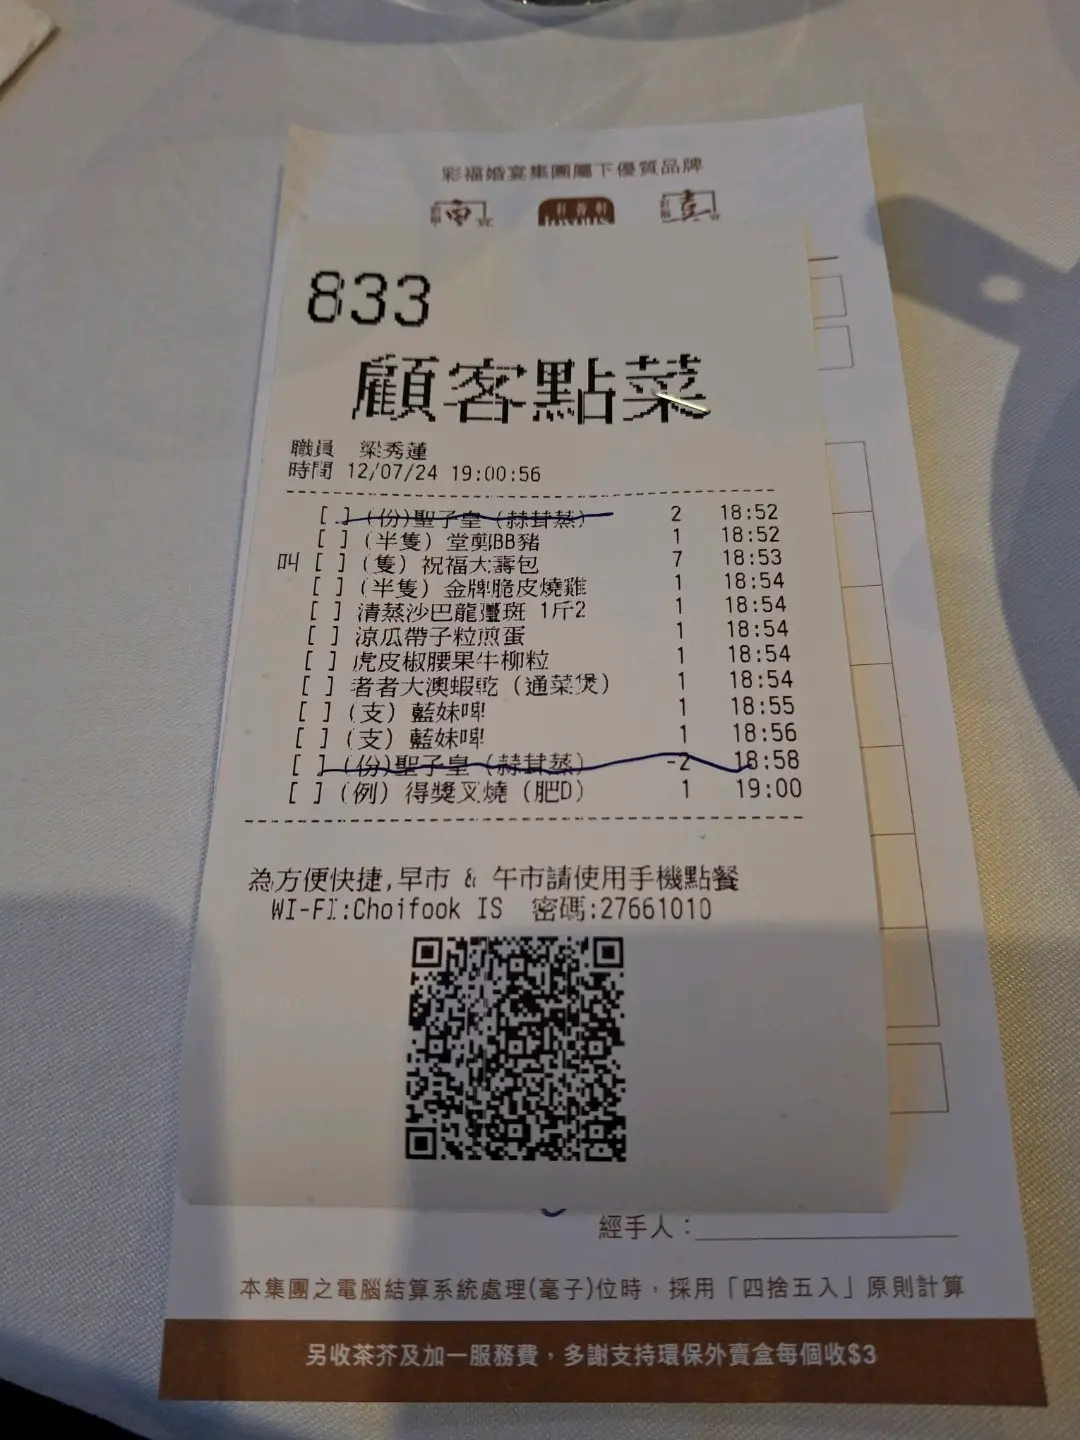 彩福婚宴集團屬下優質品牌
833
顧客點菜
職員 梁秀蓮
時間 12/07/24 19:00:56
[ ] (份)聖子皇(赫茸蒸) 2 18:52
[ ] (半隻) 堂剪BB豬 1 18:52
叫 [ ] (隻) 祝福大壽包 7 18:53
[ ] (半隻) 金牌脆皮燒雞 1 18:54
[ ] 清蒸沙巴龍躉斑 1斤2 1 18:54
[ ] 涼瓜帶子粒煎蛋 1 18:54
[ ] 虎皮椒腰果牛柳粒 1 18:54
[ ] 者者大澳蝦乾 (通菜煲) 1 18:54
[ ] (支) 藍妹啤 1 18:55
[ ] (支) 藍妹啤 1 18:56
[ ] (份)聖子皇(赫茸蒸) -2 18:58
[ ] (例) 得獎叉燒 (肥D) 1 19:00
為方便快捷,早市 & 午市請使用手機點餐
WI-FI:Choifook IS 密碼:27661010
經手人：
本集團之電腦結算系統處理(毫子)位時，採用「四捨五入」原則計算
另收茶芥及加一服務費，多謝支持環保外賣盒每個收$3